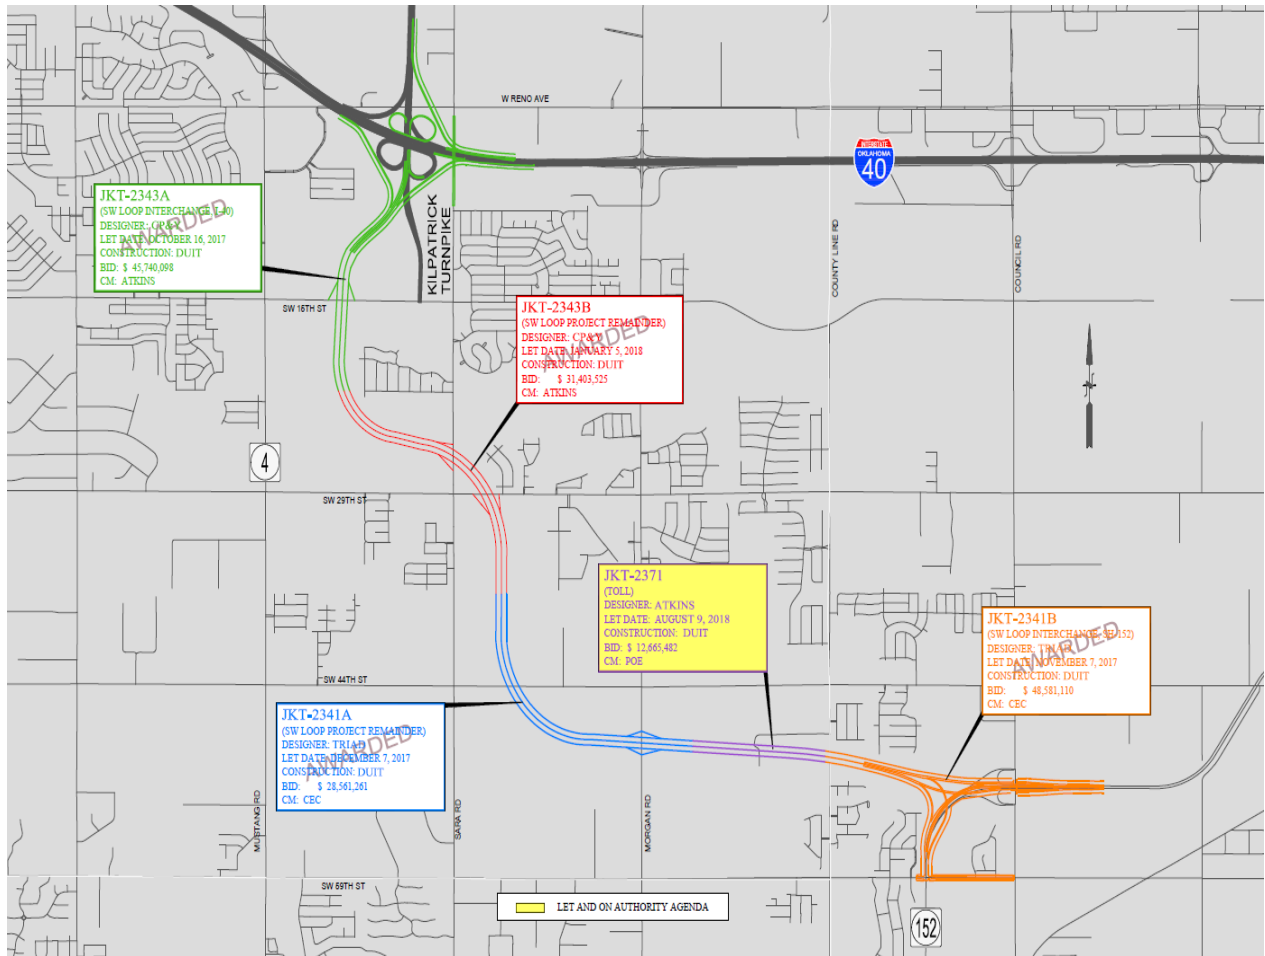 W RENO AVE
INTERSTATE
OKLAHOMA
40
JKT-2343A
(SW LOOP INTERCHANGE, I-40)
DESIGNER: CP&Y
LET DATE: OCTOBER 16, 2017
CONSTRUCTION: DUIT
BID: $ 45,740,098
CM: ATKINS
AWARDED
KILPATRICK
TURNPIKE
COUNTY LINE RD
COUNCIL RD
SW 16TH ST
JKT-2343B
(SW LOOP PROJECT REMAINDER)
DESIGNER: CP&Y
LET DATE: JANUARY 5, 2018
CONSTRUCTION: DUIT
BID: $ 31,403,525
CM: ATKINS
AWARDED
N
4
SW 29TH ST
JKT-2371
(TOLL)
DESIGNER: ATKINS
LET DATE: AUGUST 9, 2018
CONSTRUCTION: DUIT
BID: $ 12,665,482
CM: POE
JKT-2341B
(SW LOOP INTERCHANGE, SH-152)
DESIGNER: TRIAD
LET DATE: NOVEMBER 7, 2017
CONSTRUCTION: DUIT
BID: $ 48,581,110
CM: CEC
AWARDED
SW 44TH ST
JKT-2341A
(SW LOOP PROJECT REMAINDER)
DESIGNER: TRIAD
LET DATE: DECEMBER 7, 2017
CONSTRUCTION: DUIT
BID: $ 28,561,261
CM: CEC
AWARDED
MUSTANG RD
SARA RD
MORGAN RD
SW 59TH ST
LET AND ON AUTHORITY AGENDA
152